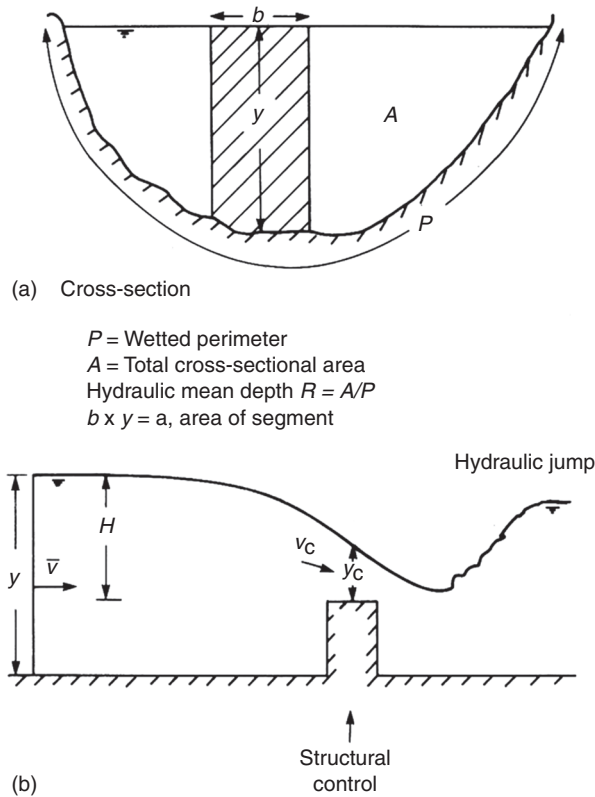 b
y
A
P
(a) Cross-section
P = Wetted perimeter
A = Total cross-sectional area
Hydraulic mean depth R = A/P
b x y = a, area of segment
Hydraulic jump
H
vC
yC
y
v̅
Structural
control
(b)